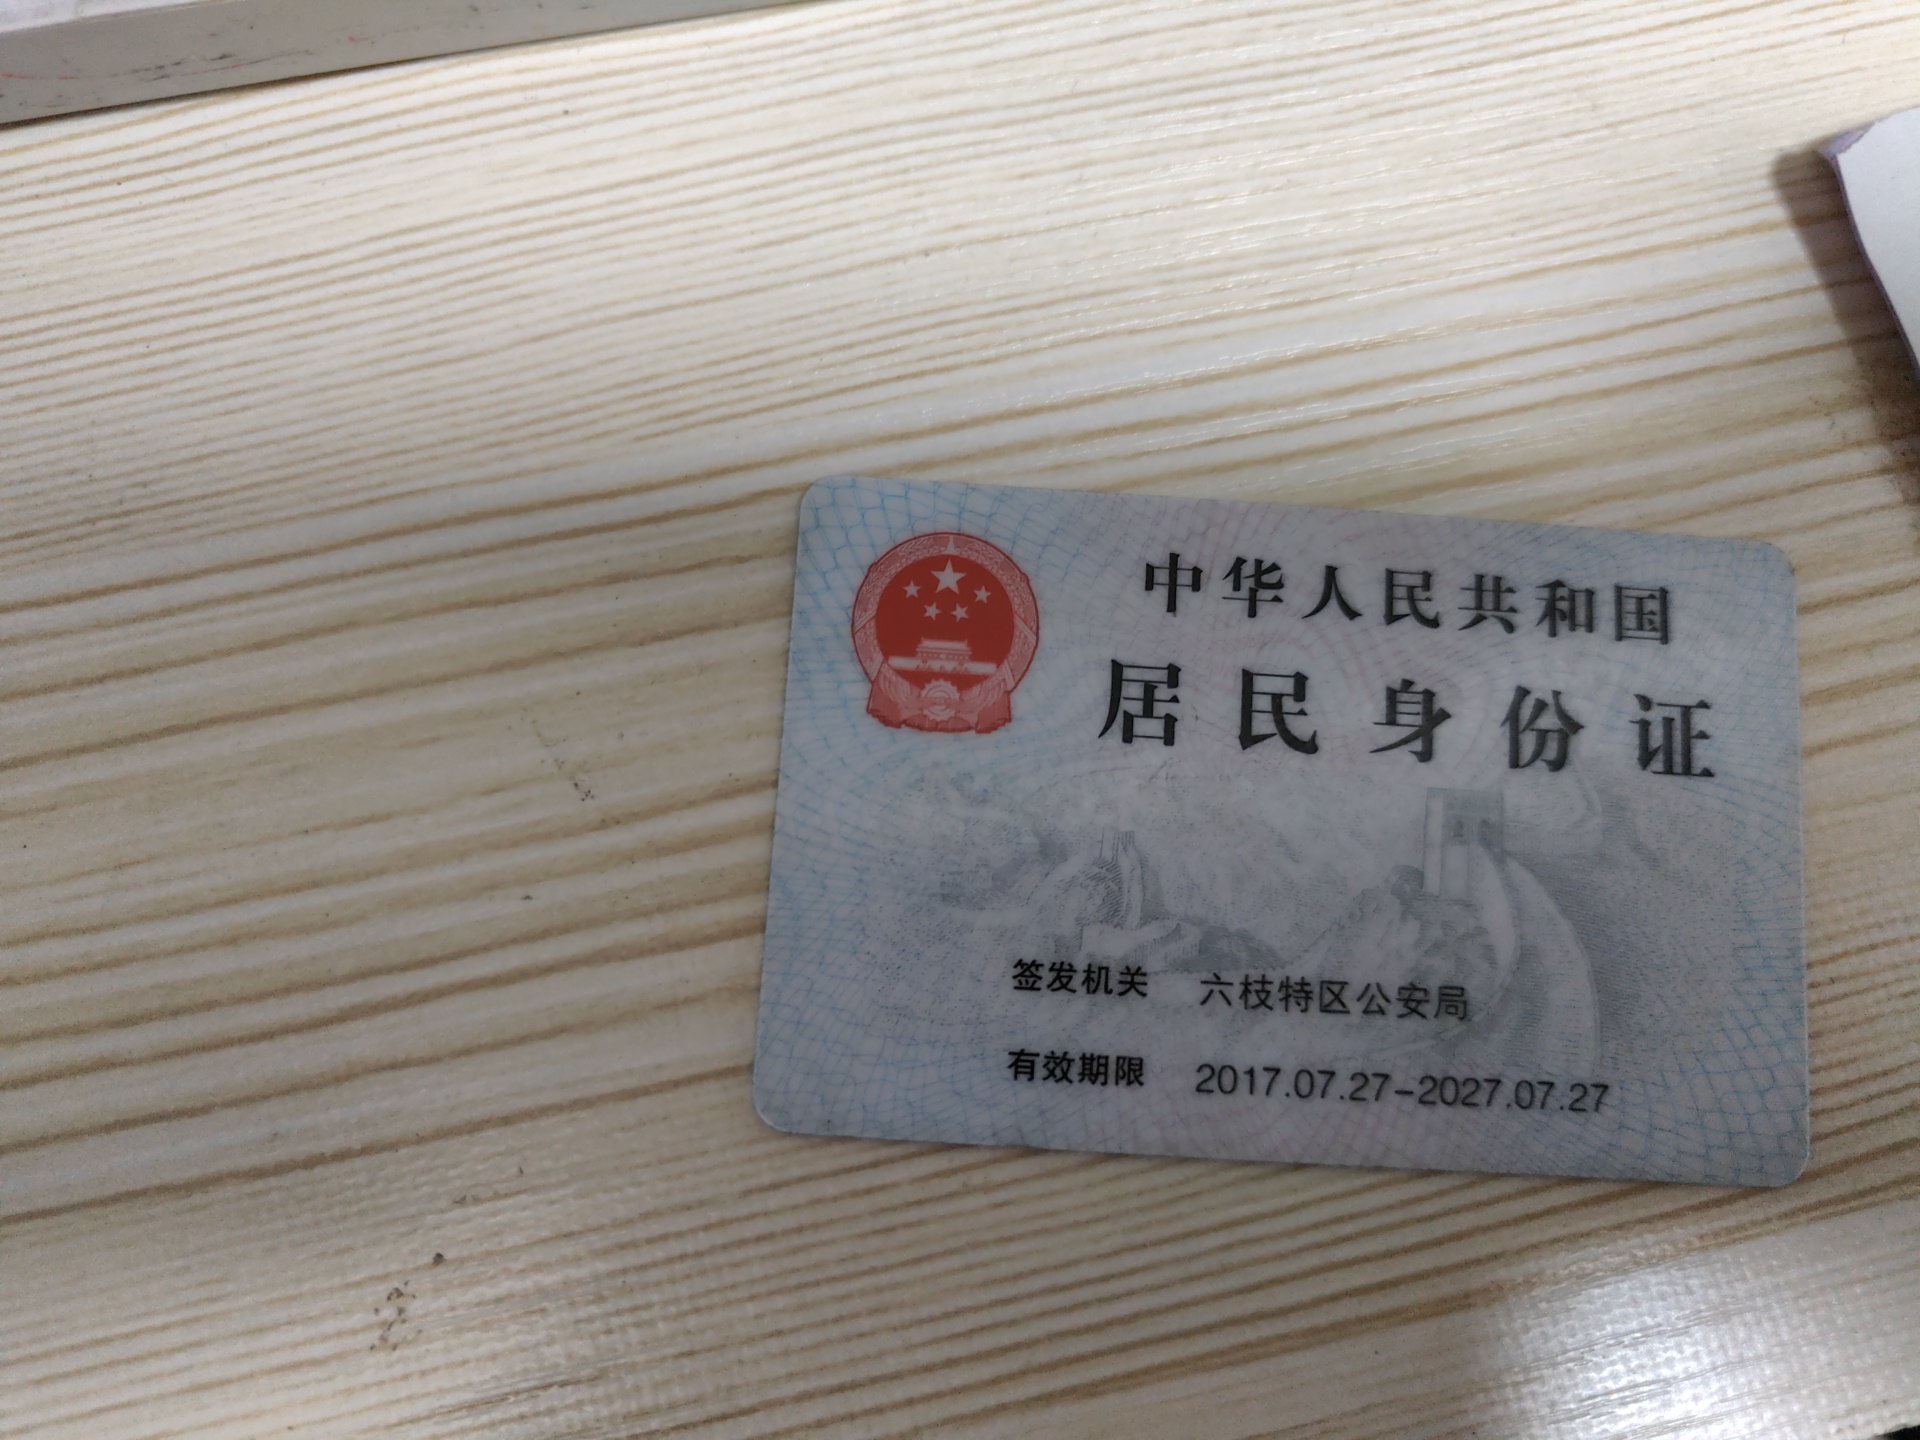 中华人民共和国
居民身份证
签发机关 六枝特区公安局
有效期限 2017.07.27-2027.07.27